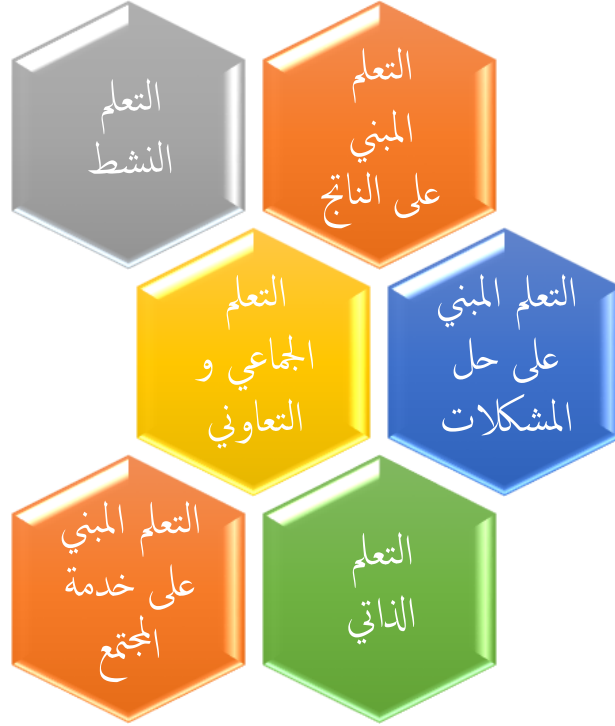 التعلم
المبني
على الناتج
التعلم
النشط
التعلم المبني
على حل
المشكلات
التعلم
الجماعي و
التعاوني
التعلم
الذاتي
التعلم المبني
على خدمة
المجتمع